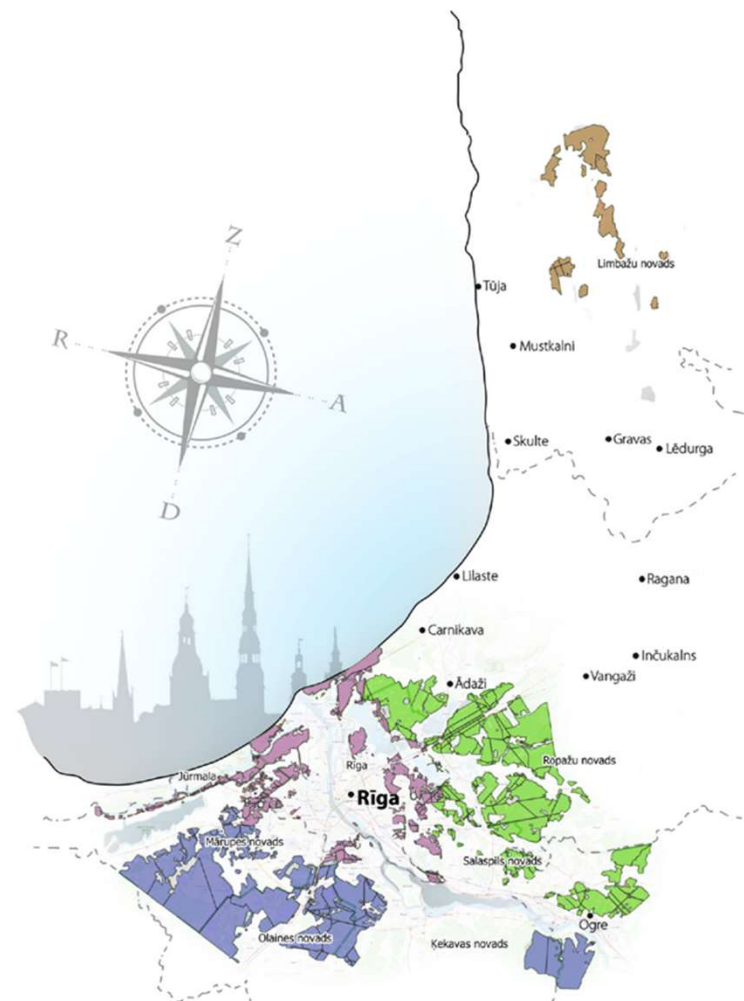 Z
Limbažu novads
Tūja
R
Mustkalni
A
Skulte
Gravas
Lēdurga
D
Lilaste
Ragana
Carnikava
Inčukalns
Vangaži
Ādaži
Ropažu novads
Rīga
Jūrmala
Rīga
Mārupes novads
Salaspils novads
Ogre
Olaines novads
Ķekavas novads